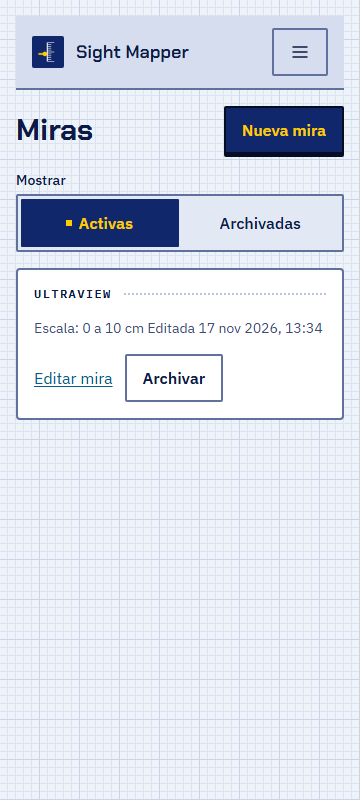 Sight Mapper
Miras
Nueva mira
Mostrar
Activas
Archivadas
ULTRAVIEW
Escala: 0 a 10 cm Editada 17 nov 2026, 13:34
Editar mira
Archivar